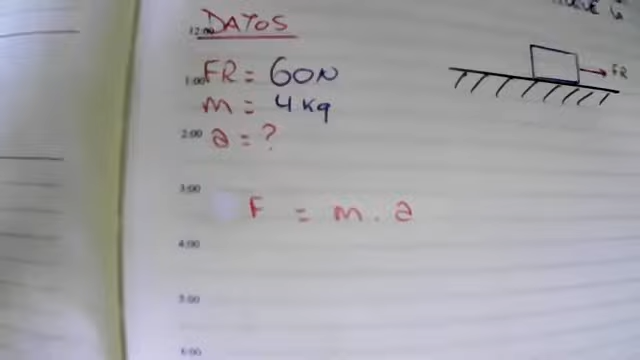 12:00 DATOS
1:00 FR = 60N
FR
m = 4 Kg
2:00 a = ?
3:00
F = m . a
4:00
5:00
6:00